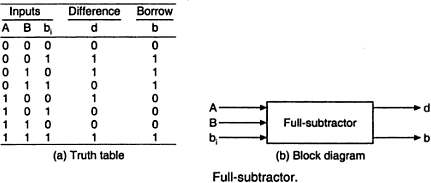 Inputs Difference Borrow
A B bi d b
0 0 0 0 0
0 0 1 1 1
0 1 0 1 1
0 1 1 0 1
1 0 0 1 0
1 0 1 0 0
1 1 0 0 0
1 1 1 1 1
(a) Truth table
A
B
bi
Full-subtractor
d
b
(b) Block diagram
Full-subtractor.